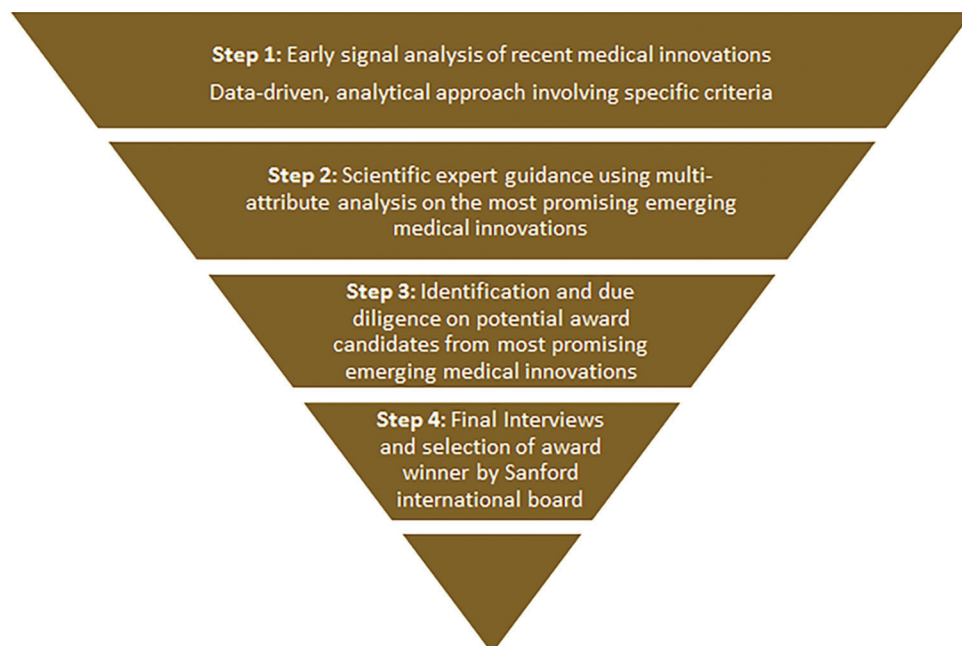 Step 1: Early signal analysis of recent medical innovations
Data-driven, analytical approach involving specific criteria
Step 2: Scientific expert guidance using multi-
attribute analysis on the most promising emerging
medical innovations
Step 3: Identification and due
diligence on potential award
candidates from most promising
emerging medical innovations
Step 4: Final Interviews
and selection of award
winner by Sanford
international board